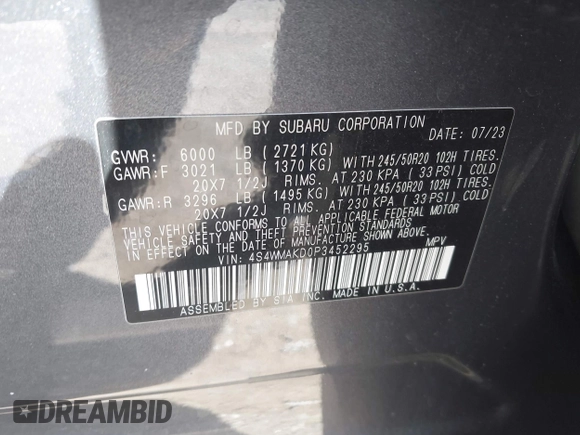 MFD BY SUBARU CORPORATION DATE: 07/23
GVWR: 6000 LB (2721 KG)
GAWR:F 3021 LB (1370 KG) WITH 245/50R20 102H TIRES.
20X7 1/2J RIMS. AT 230 KPA (33 PSI) COLD
GAWR:R 3296 LB (1495 KG) WITH 245/50R20 102H TIRES.
20X7 1/2J RIMS. AT 230 KPA (33 PSI) COLD
THIS VEHICLE CONFORMS TO ALL APPLICABLE FEDERAL MOTOR
VEHICLE SAFETY AND THEFT PREVENTION STANDARDS IN EFFECT ON THE DATE OF
MANUFACTURE SHOWN ABOVE.
VIN: 4S4WMAKD0P3452295 MPV
ASSEMBLED BY SIA INC. MADE IN U.S.A.
DREAMBID